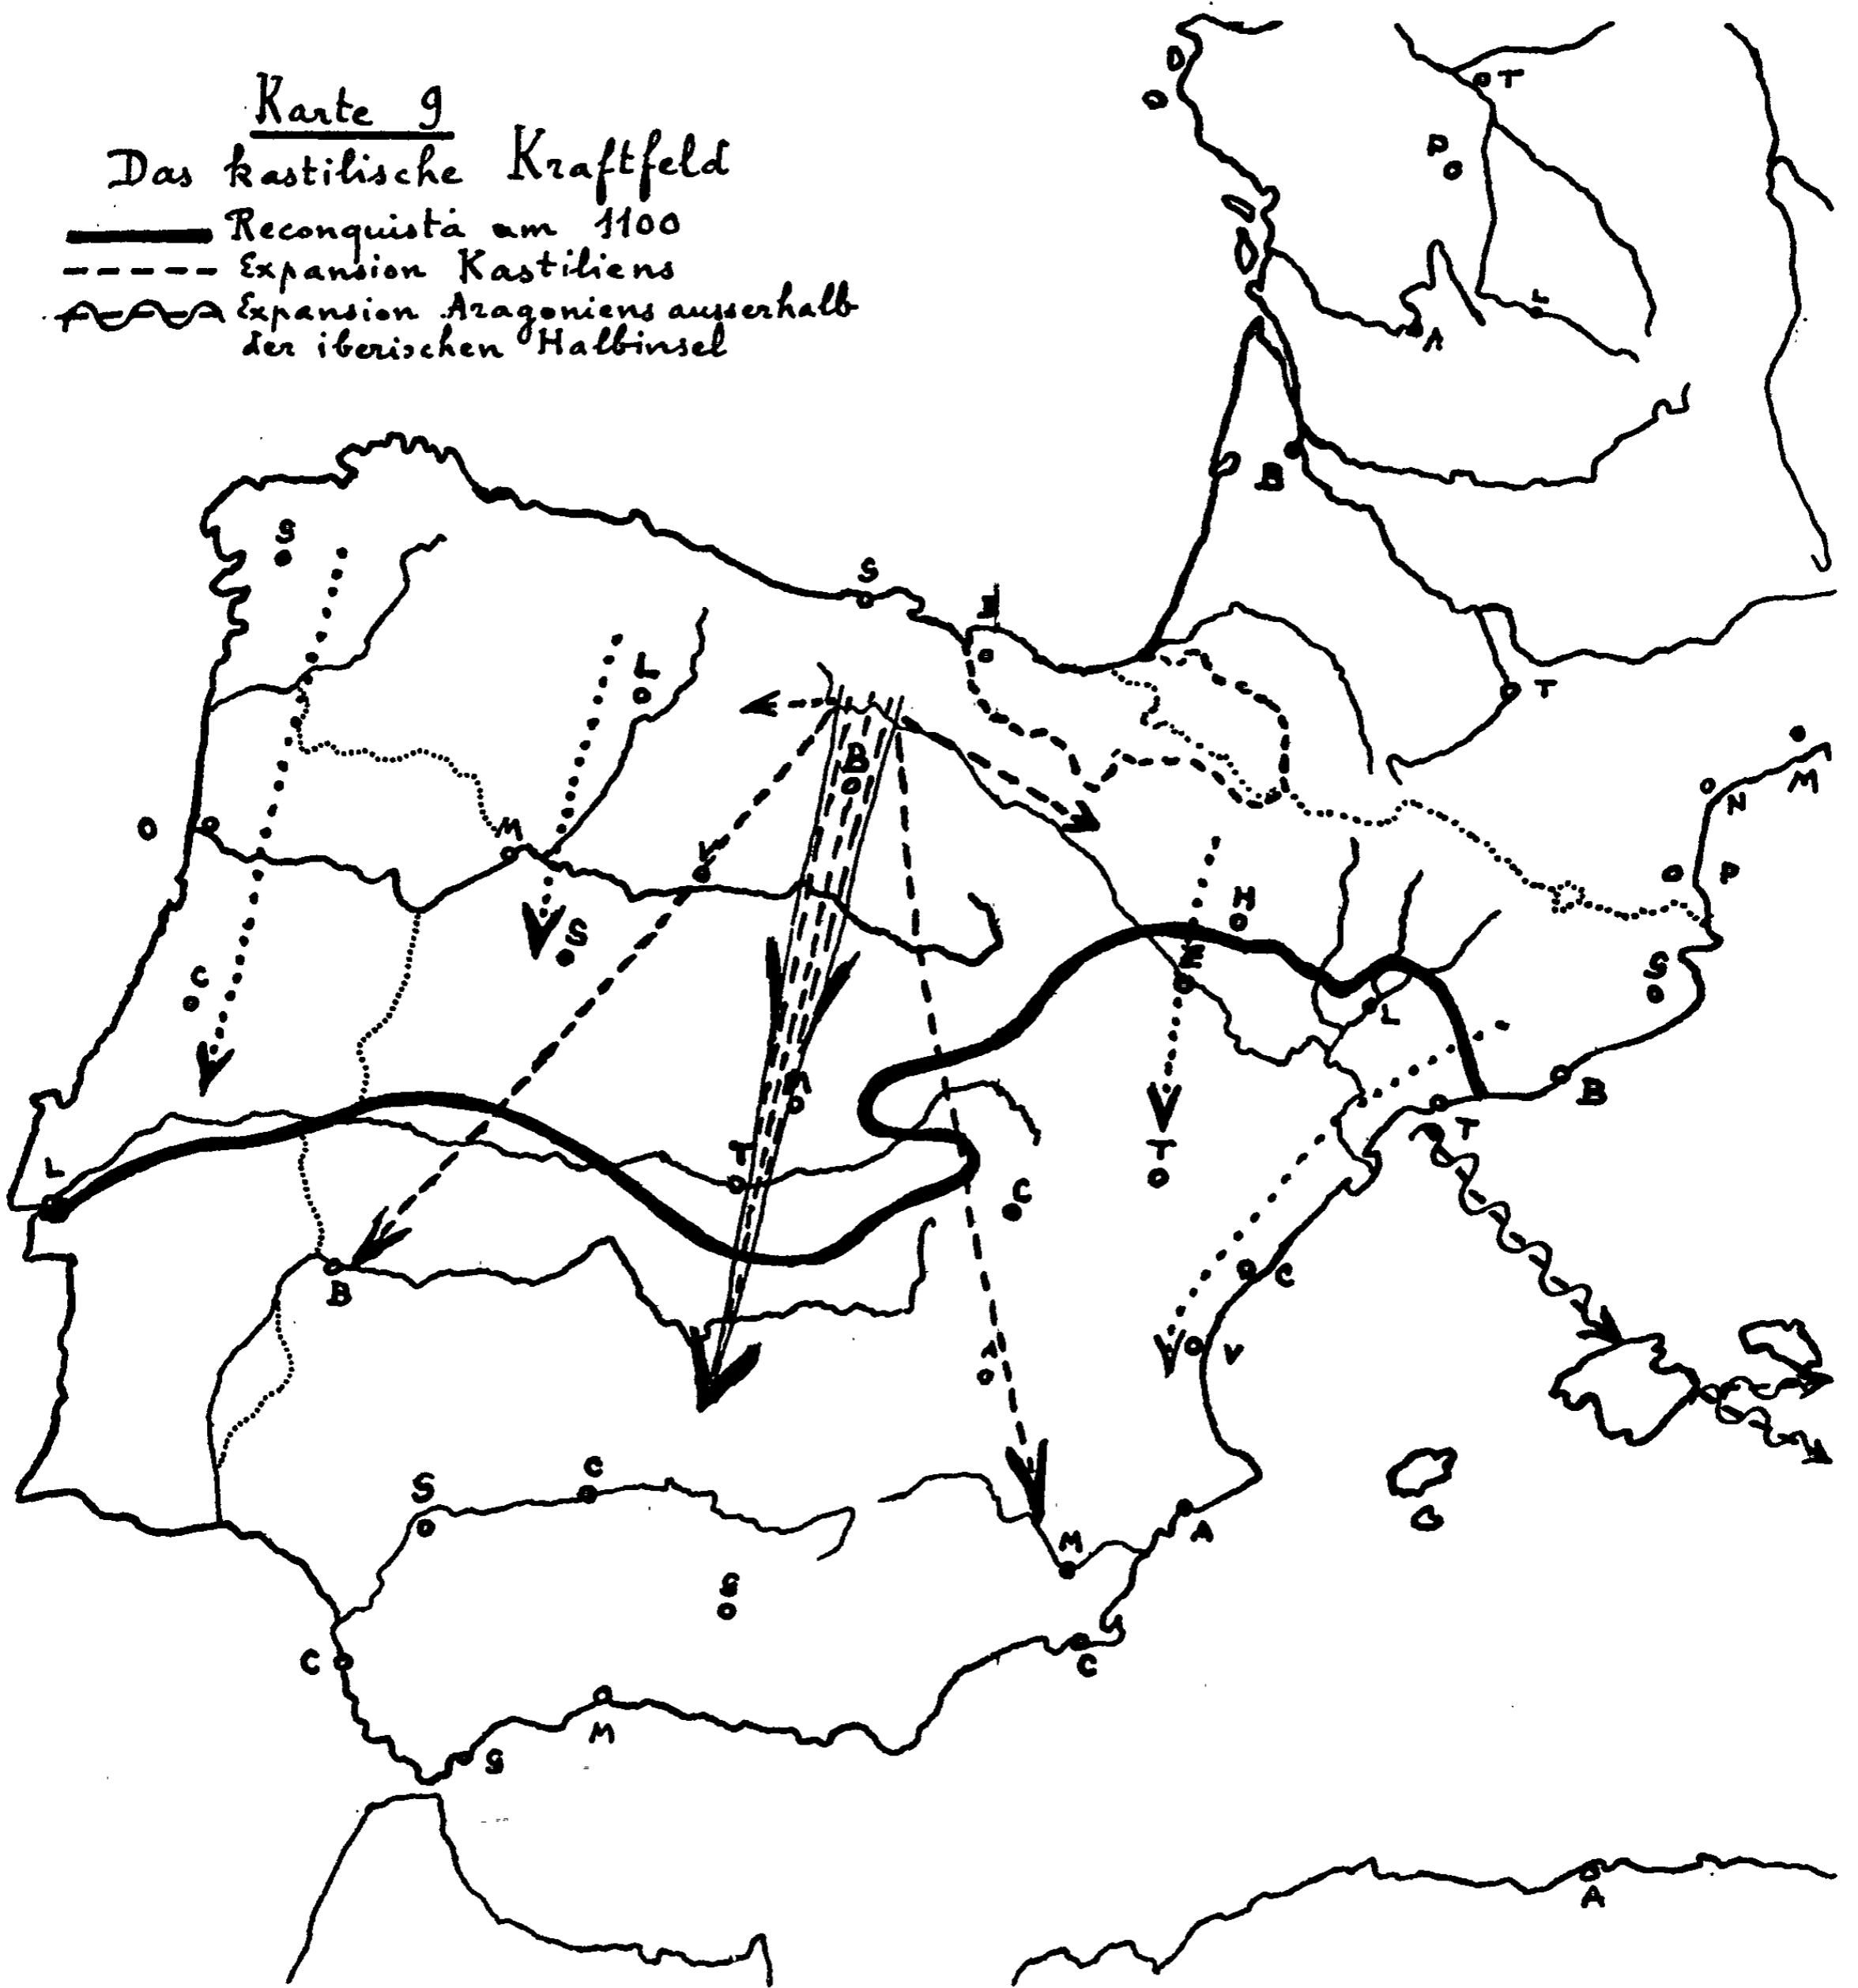 Karte 9
Das kastilische Kraftfeld
Reconquista um 1100
Expansion Kastiliens
Expansion Aragoniens ausserhalb
der iberischen Halbinsel
D
T
P
L
A
B
S
S
L
T
B
M
N
O
M
V
P
H
S
S
C
E
L
B
M
T
L
T
T
C
B
C
A
V
S
C
A
M
S
C
C
M
S
A